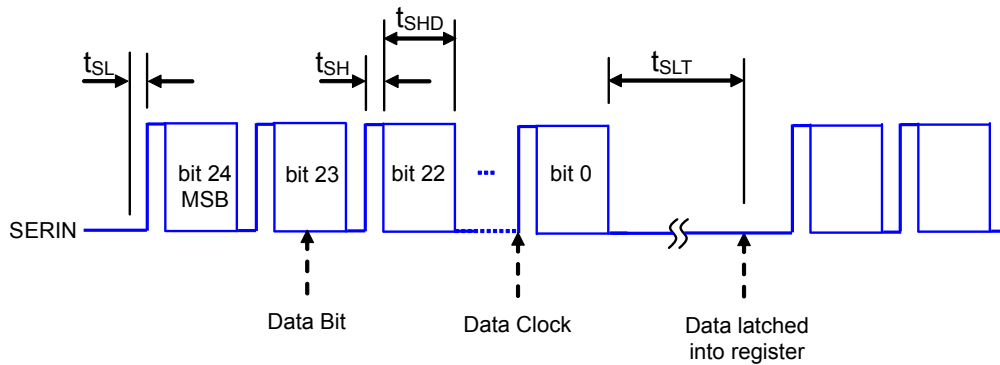 tSHD
tSL
tSH
tSLT
bit 24
MSB
bit 23
bit 22
...
bit 0
SERIN
Data Bit
Data Clock
Data latched
into register